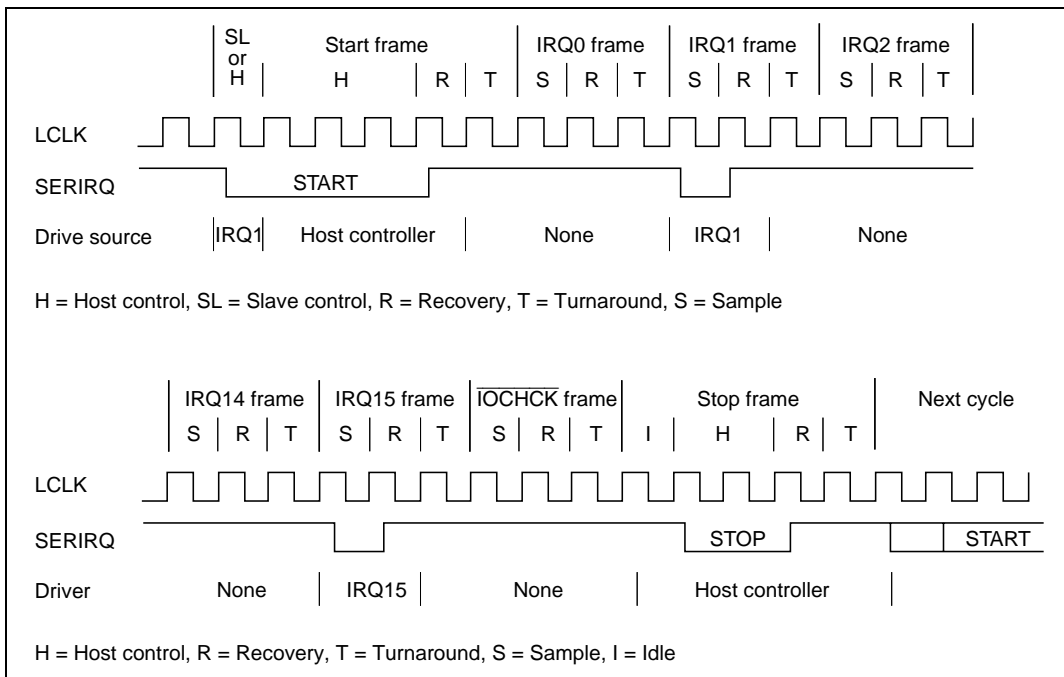 SL or H
Start frame
IRQ0 frame
IRQ1 frame
IRQ2 frame
H R T S R T S R T S R T
LCLK
SERIRQ
START
Drive source
IRQ1
Host controller
None
IRQ1
None
H = Host control, SL = Slave control, R = Recovery, T = Turnaround, S = Sample
IRQ14 frame
IRQ15 frame
IOCHCK frame
Stop frame
Next cycle
S R T S R T S R T I H R T
LCLK
SERIRQ
STOP
START
Driver
None
IRQ15
None
Host controller
H = Host control, R = Recovery, T = Turnaround, S = Sample, I = Idle